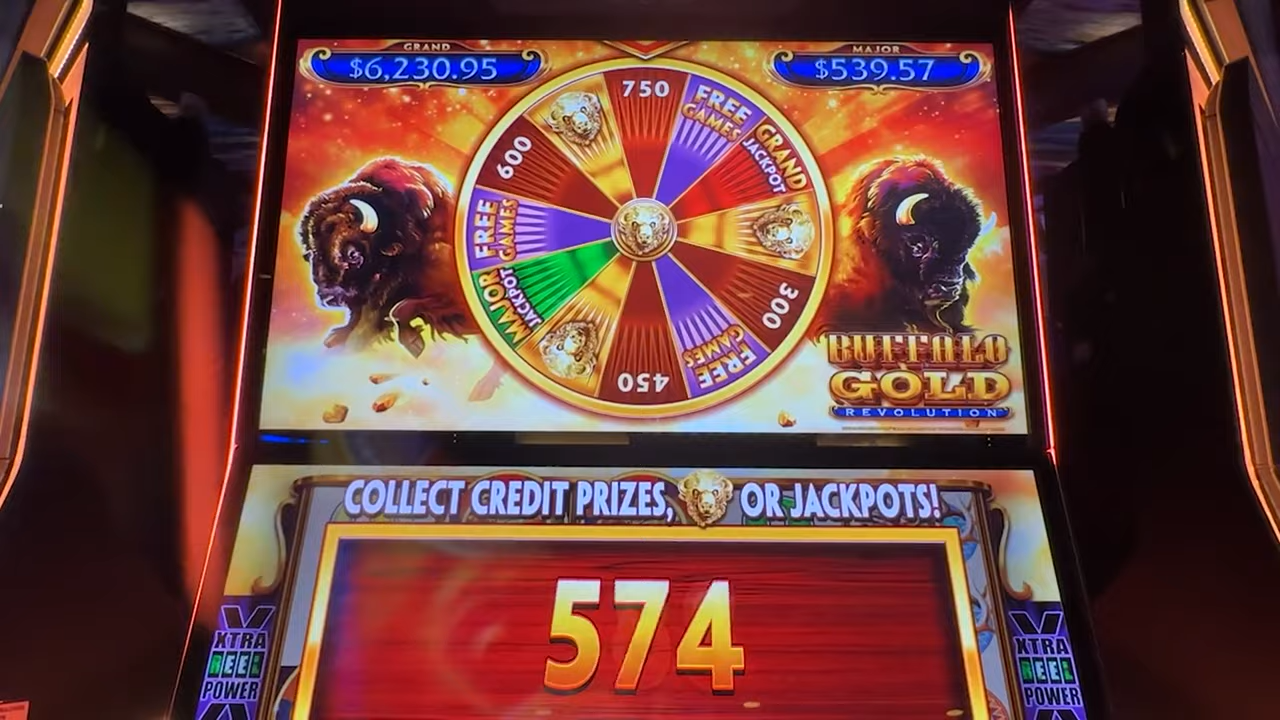 GRAND
$6,230.95
MAJOR
$539.57
750
FREE
GAMES
GRAND
JACKPOT
300
FREE
GAMES
450
MAJOR
JACKPOT
FREE
GAMES
600
BUFFALO
GOLD
REVOLUTION
COLLECT CREDIT PRIZES, OR JACKPOTS!
574
XTRA
REEL
POWER
XTRA
REEL
POWER